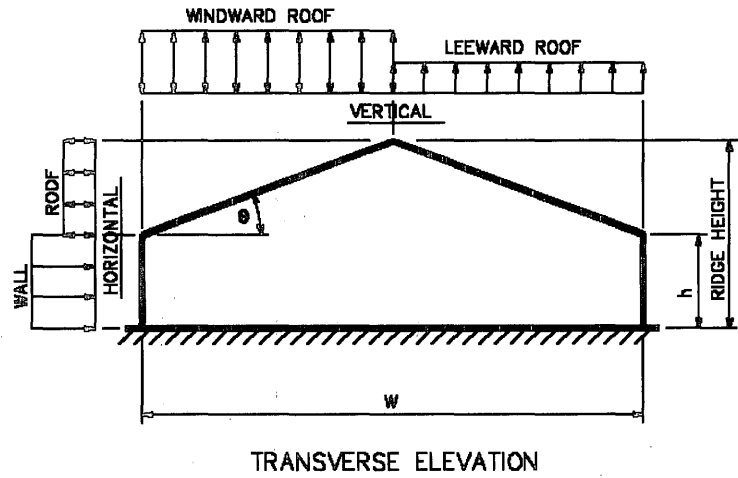 WINDWARD ROOF
LEEWARD ROOF
VERTICAL
ROOF
HORIZONTAL
WALL
θ
h
RIDGE HEIGHT
W
TRANSVERSE ELEVATION